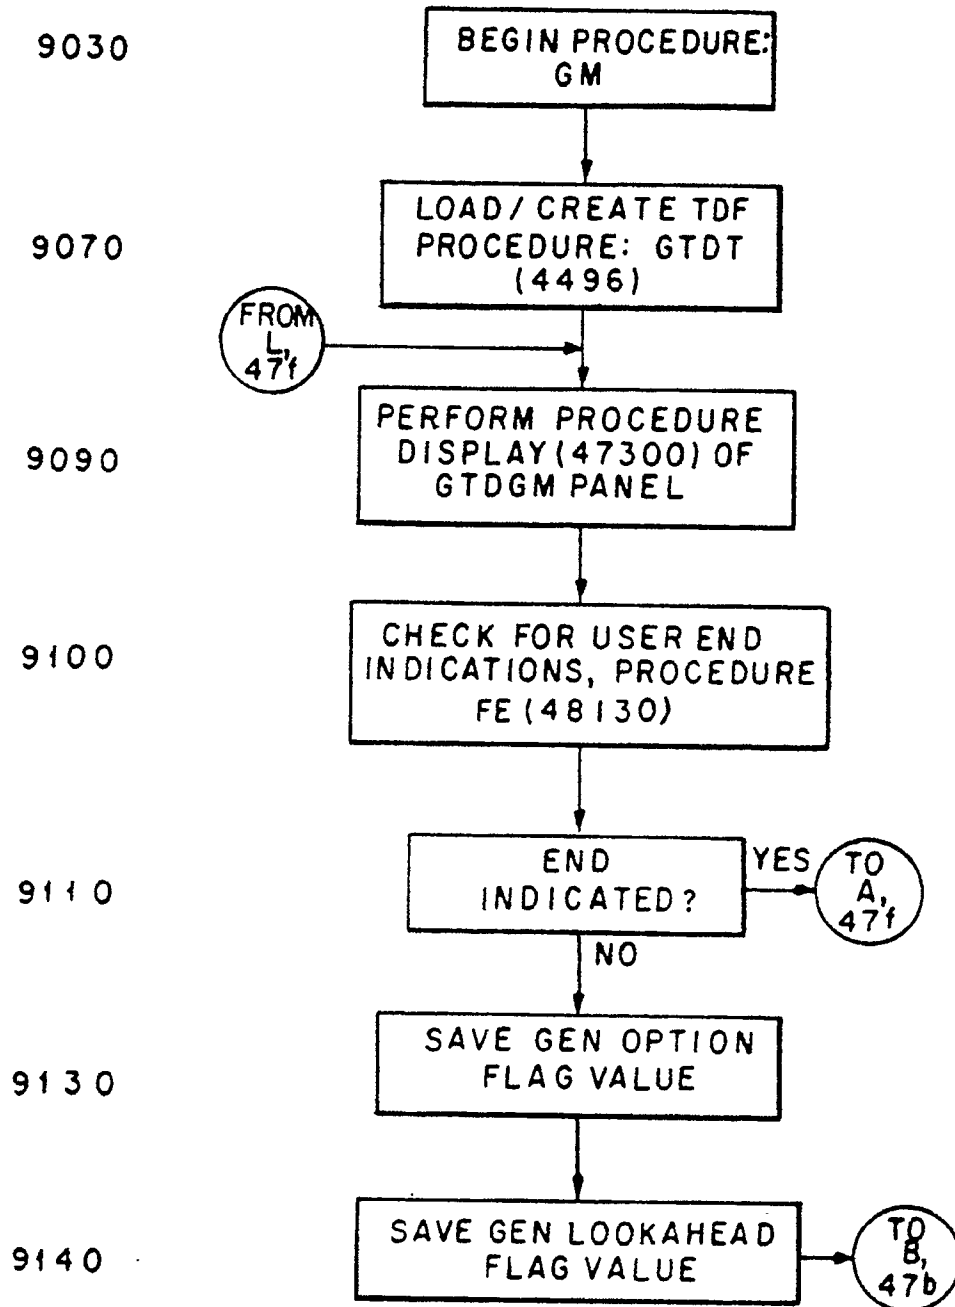 9030
BEGIN PROCEDURE:
GM
9070
LOAD/CREATE TDF
PROCEDURE: GTDT
(4496)
FROM
L,
47f
9090
PERFORM PROCEDURE
DISPLAY(47300) OF
GTDGM PANEL
9100
CHECK FOR USER END
INDICATIONS, PROCEDURE
FE(48130)
9110
END
INDICATED?
YES
TO
A,
47f
NO
9130
SAVE GEN OPTION
FLAG VALUE
9140
SAVE GEN LOOKAHEAD
FLAG VALUE
TO
B,
47b